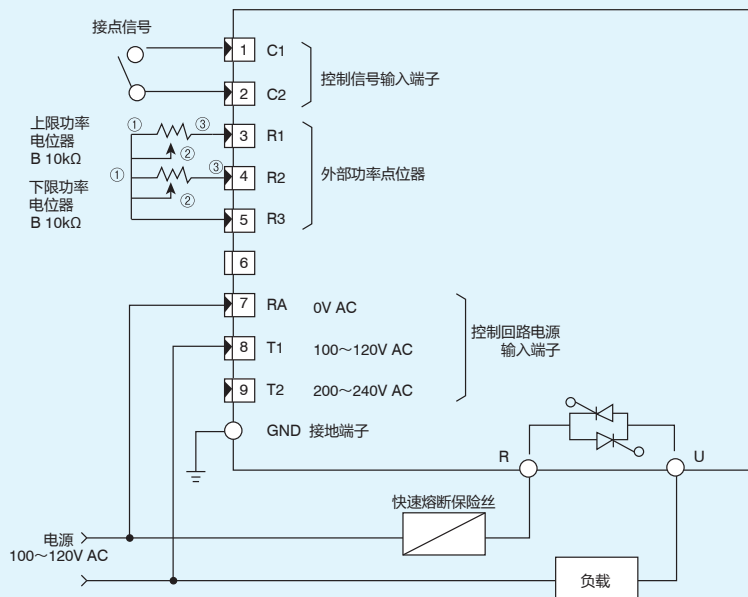 接点信号
1 C1
2 C2
控制信号输入端子
上限功率
电位器
B 10kΩ
① ③
②
3 R1
下限功率
电位器
B 10kΩ
① ③
②
4 R2
5 R3
外部功率点位器
6
7 RA 0V AC
8 T1 100～120V AC
9 T2 200～240V AC
控制回路电源
输入端子
GND 接地端子
R
U
快速熔断保险丝
电源
100～120V AC
负载